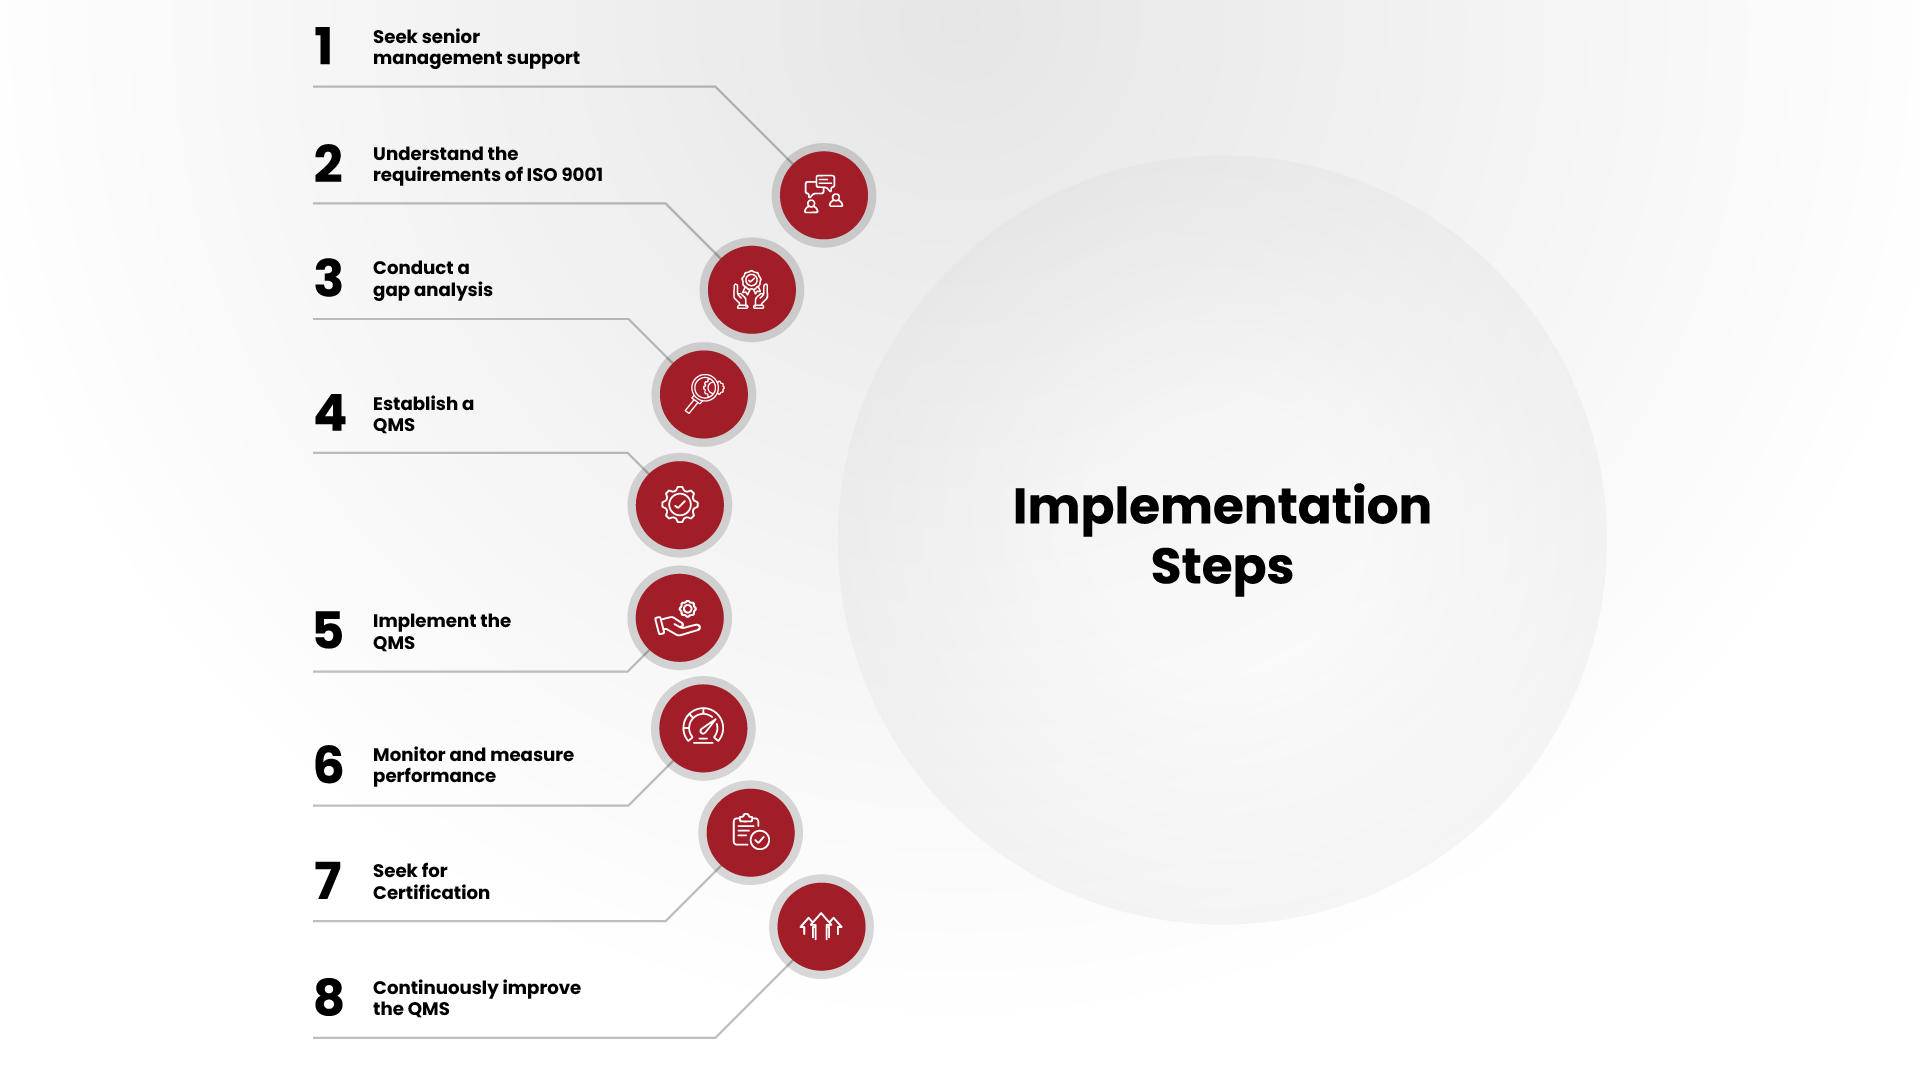 1
Seek senior
management support
2
Understand the
requirements of ISO 9001
3
Conduct a
gap analysis
4
Establish a
QMS
5
Implement the
QMS
6
Monitor and measure
performance
7
Seek for
Certification
8
Continuously improve
the QMS
Implementation
Steps